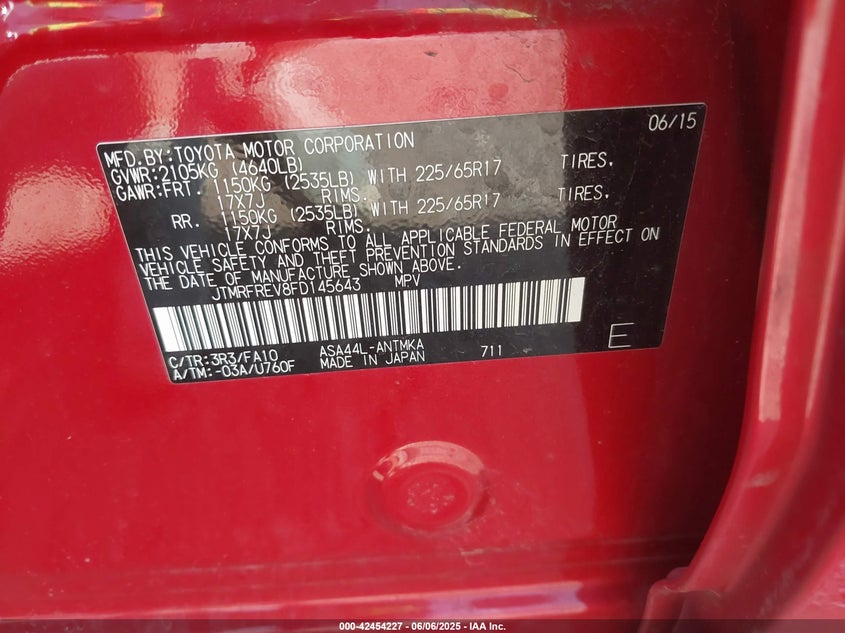 MFD.BY:TOYOTA MOTOR CORPORATION 06/15
GVWR:2105KG (4640LB)
GAWR:FRT. 1150KG (2535LB) WITH 225/65R17 TIRES,
17X7J RIMS.
RR. 1150KG (2535LB) WITH 225/65R17 TIRES,
17X7J RIMS.
THIS VEHICLE CONFORMS TO ALL APPLICABLE FEDERAL MOTOR
VEHICLE SAFETY AND THEFT PREVENTION STANDARDS IN EFFECT ON
THE DATE OF MANUFACTURE SHOWN ABOVE.
JTMRFREV8FD145643 MPV
C/TR:3R3/FA10 ASA44L-ANTMKA 711 E
A/TM:-03A/U760F MADE IN JAPAN
000-42454227 - 06/06/2025 - IAA Inc.